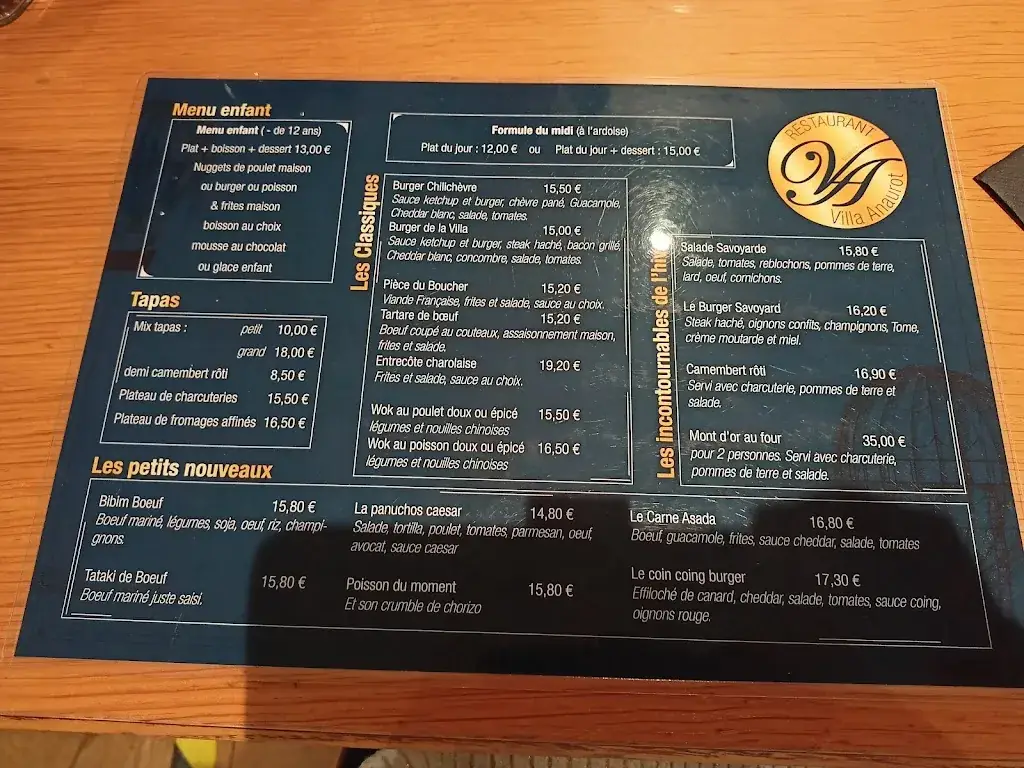 Menu enfant
Menu enfant ( - de 12 ans)
Plat + boisson + dessert 13,00 €
Nuggets de poulet maison
ou burger ou poisson
& frites maison
boisson au choix
mousse au chocolat
ou glace enfant
Tapas
Mix tapas : petit 10,00 €
grand 18,00 €
demi camembert rôti 8,50 €
Plateau de charcuteries 15,50 €
Plateau de fromages affinés 16,50 €
Formule du midi (à l'ardoise)
Plat du jour : 12,00 € ou Plat du jour + dessert : 15,00 €
Les Classiques
Burger Chilichèvre 15,50 €
Sauce ketchup et burger, chèvre pané, Guacamole,
Cheddar blanc, salade, tomates.
Burger de la Villa 15,00 €
Sauce ketchup et burger, steak haché, bacon grillé,
Cheddar blanc, concombre, salade, tomates.
Pièce du Boucher 15,20 €
Viande Française, frites et salade, sauce au choix.
Tartare de bœuf 15,20 €
Boeuf coupé au couteaux, assaisonnement maison,
frites et salade.
Entrecôte charolaise 19,20 €
Frites et salade, sauce au choix.
Wok au poulet doux ou épicé 15,50 €
légumes et nouilles chinoises
Wok au poisson doux ou épicé 16,50 €
légumes et nouilles chinoises
RESTAURANT
VA
Villa Anaurot
Les incontournables de
Salade Savoyarde 15,80 €
Salade, tomates, reblochons, pommes de terre,
lard, oeuf, cornichons.
Le Burger Savoyard 16,20 €
Steak haché, oignons confits, champignons, Tome,
crème moutarde et miel.
Camembert rôti 16,90 €
Servi avec charcuterie, pommes de terre et
salade.
Mont d'or au four 35,00 €
pour 2 personnes. Servi avec charcuterie,
pommes de terre et salade.
Les petits nouveaux
Bibim Boeuf 15,80 €
Boeuf mariné, légumes, soja, oeuf, riz, champi-
gnons.
Tataki de Boeuf 15,80 €
Boeuf mariné juste saisi.
La panuchos caesar 14,80 €
Salade, tortilla, poulet, tomates, parmesan, oeuf,
avocat, sauce caesar
Poisson du moment 15,80 €
Et son crumble de chorizo
Le Carne Asada 16,80 €
Boeuf, guacamole, frites, sauce cheddar, salade, tomates
Le coin coing burger 17,30 €
Effiloché de canard, cheddar, salade, tomates, sauce coing,
oignons rouge.